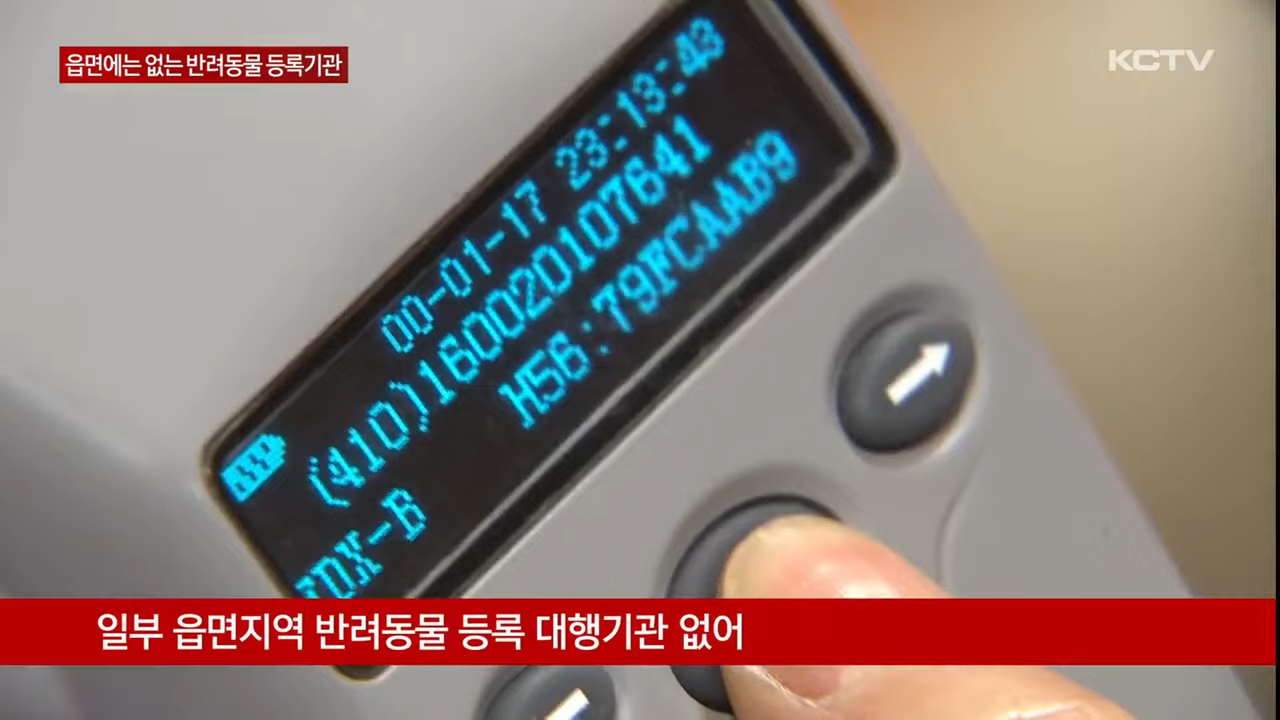 읍면에는 없는 반려동물 등록기관
KCTV
00-01-17 23:13:43
(410)160020107641
H56:79FCAAB9
FDX-B
일부 읍면지역 반려동물 등록 대행기관 없어